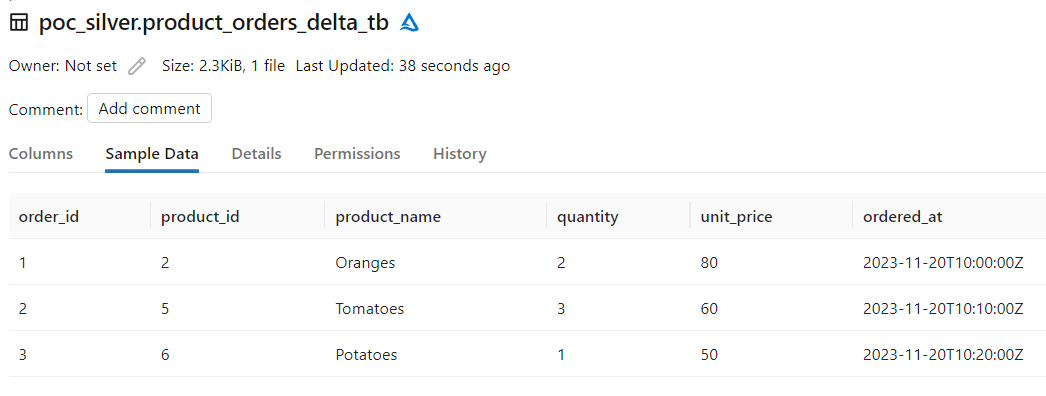 poc_silver.product_orders_delta_tb
Owner: Not set Size: 2.3KiB, 1 file Last Updated: 38 seconds ago
Comment: Add comment
Columns Sample Data Details Permissions History
order_id product_id product_name quantity unit_price ordered_at
1 2 Oranges 2 80 2023-11-20T10:00:00Z
2 5 Tomatoes 3 60 2023-11-20T10:10:00Z
3 6 Potatoes 1 50 2023-11-20T10:20:00Z